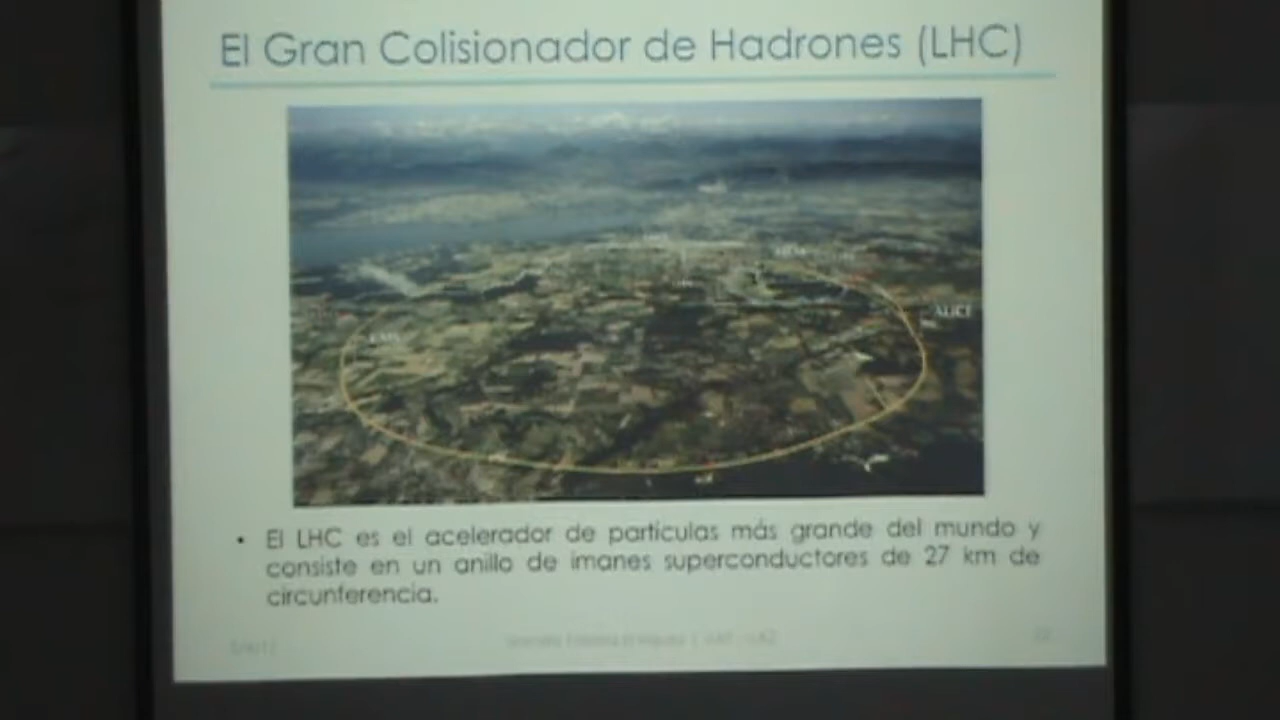 El Gran Colisionador de Hadrones (LHC)
ALICE
• El LHC es el acelerador de partículas más grande del mundo y
consiste en un anillo de imanes superconductores de 27 km de
circunferencia.